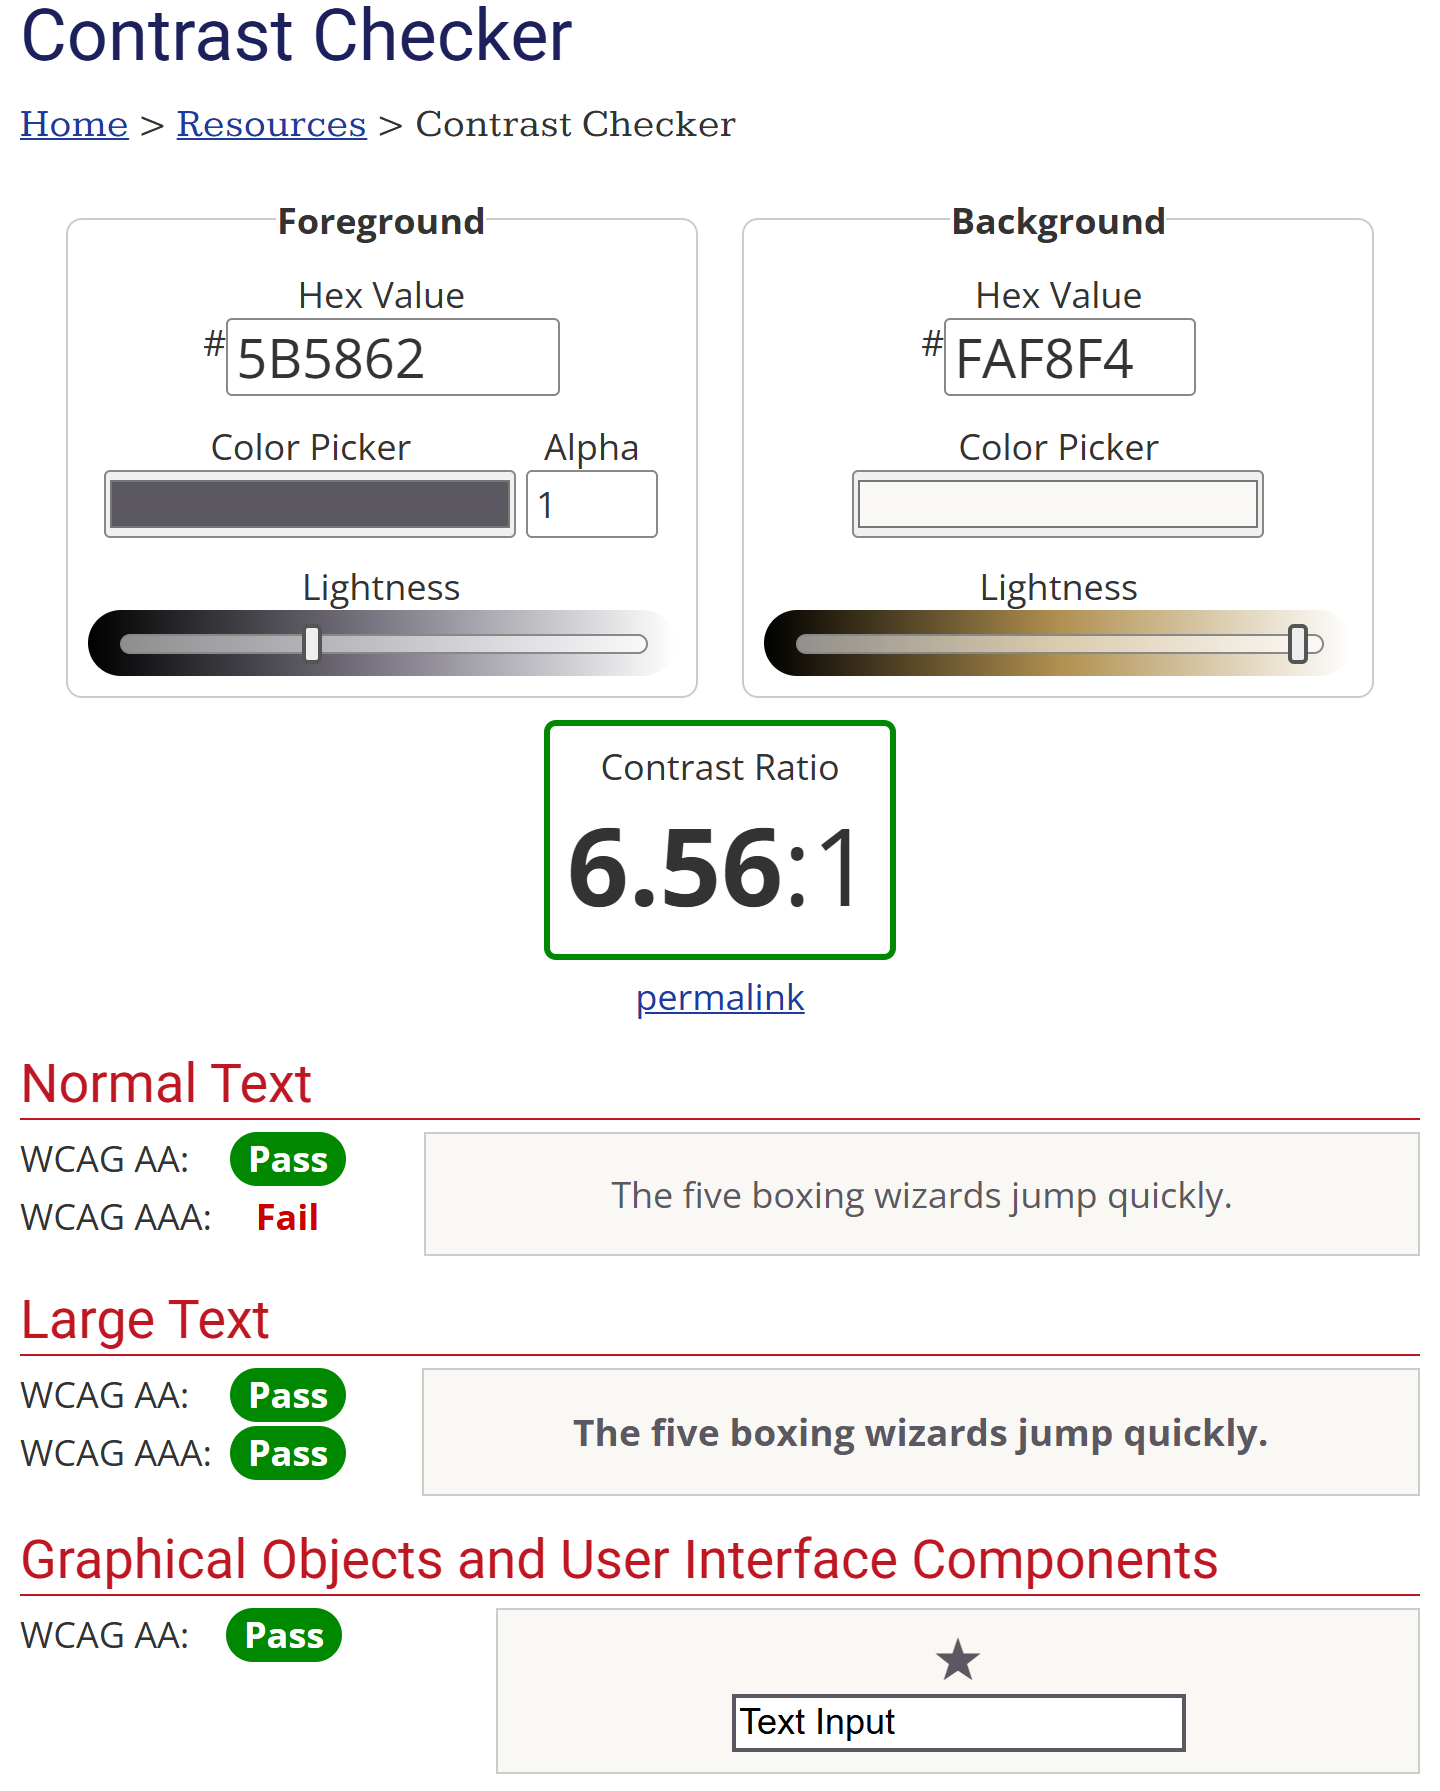 Contrast Checker
Home > Resources > Contrast Checker
Foreground
Hex Value
#5B5862
Color Picker
Alpha
1
Lightness
Background
Hex Value
#FAF8F4
Color Picker
Lightness
Contrast Ratio
6.56:1
permalink
Normal Text
WCAG AA: Pass
WCAG AAA: Fail
The five boxing wizards jump quickly.
Large Text
WCAG AA: Pass
WCAG AAA: Pass
The five boxing wizards jump quickly.
Graphical Objects and User Interface Components
WCAG AA: Pass
Text Input